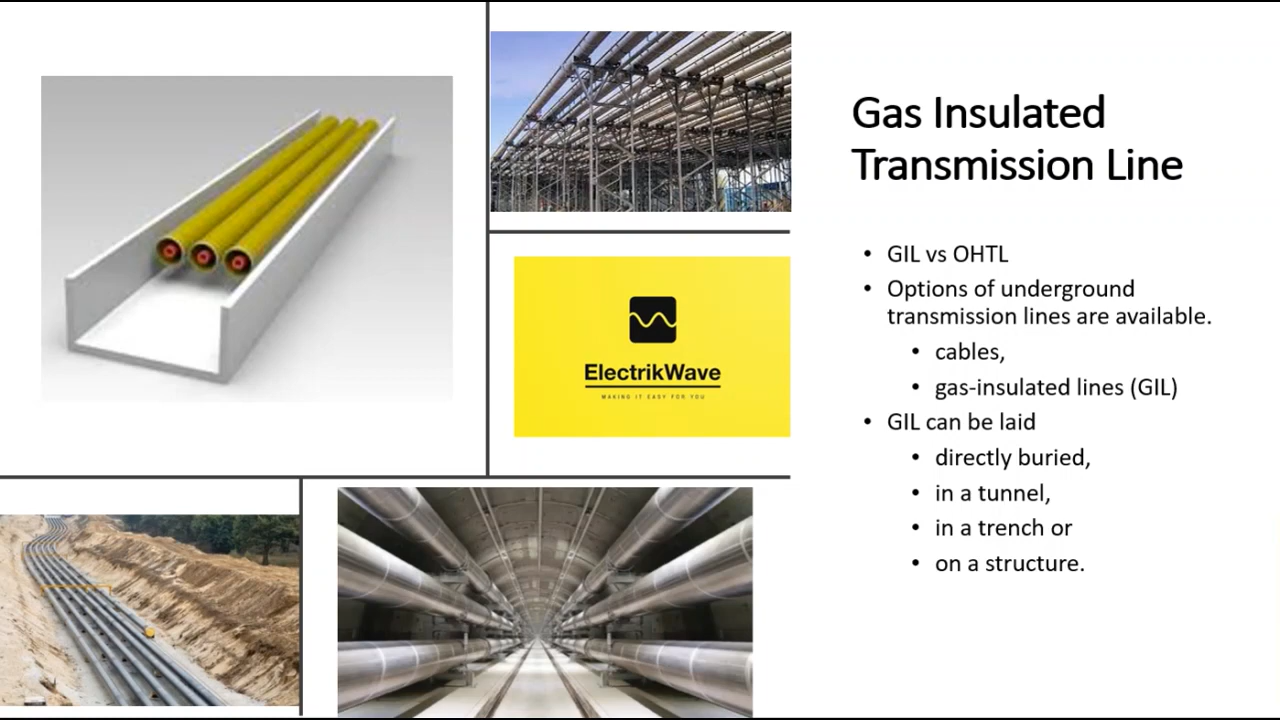 Gas Insulated
Transmission Line
• GIL vs OHTL
• Options of underground
transmission lines are available.
• cables,
• gas-insulated lines (GIL)
• GIL can be laid
• directly buried,
• in a tunnel,
• in a trench or
• on a structure.
ElectrikWave
MAKING IT EASY FOR YOU